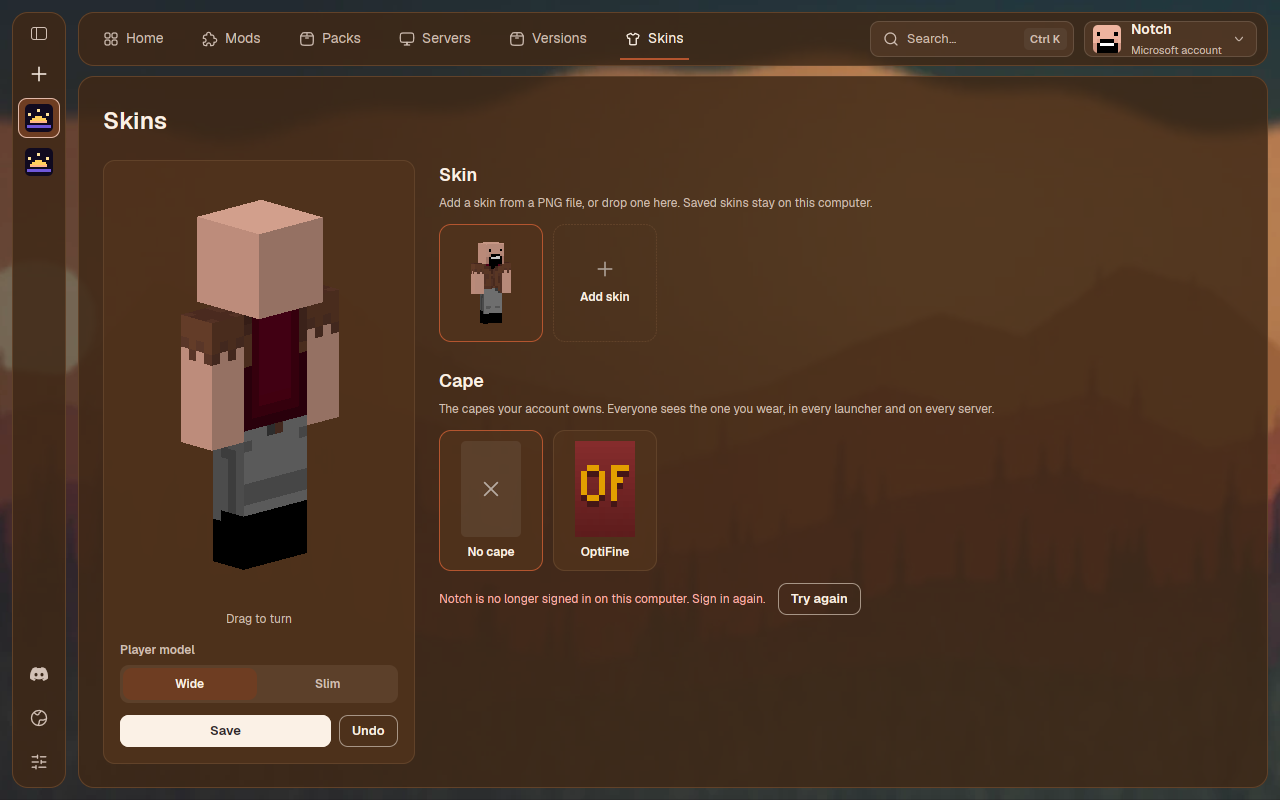 Home
Mods
Packs
Servers
Versions
Skins
Search...
Ctrl K
Notch
Microsoft account
Skins
Drag to turn
Player model
Wide
Slim
Save
Undo
Skin
Add a skin from a PNG file, or drop one here. Saved skins stay on this computer.
Add skin
Cape
The capes your account owns. Everyone sees the one you wear, in every launcher and on every server.
No cape
OF
OptiFine
Notch is no longer signed in on this computer. Sign in again.
Try again